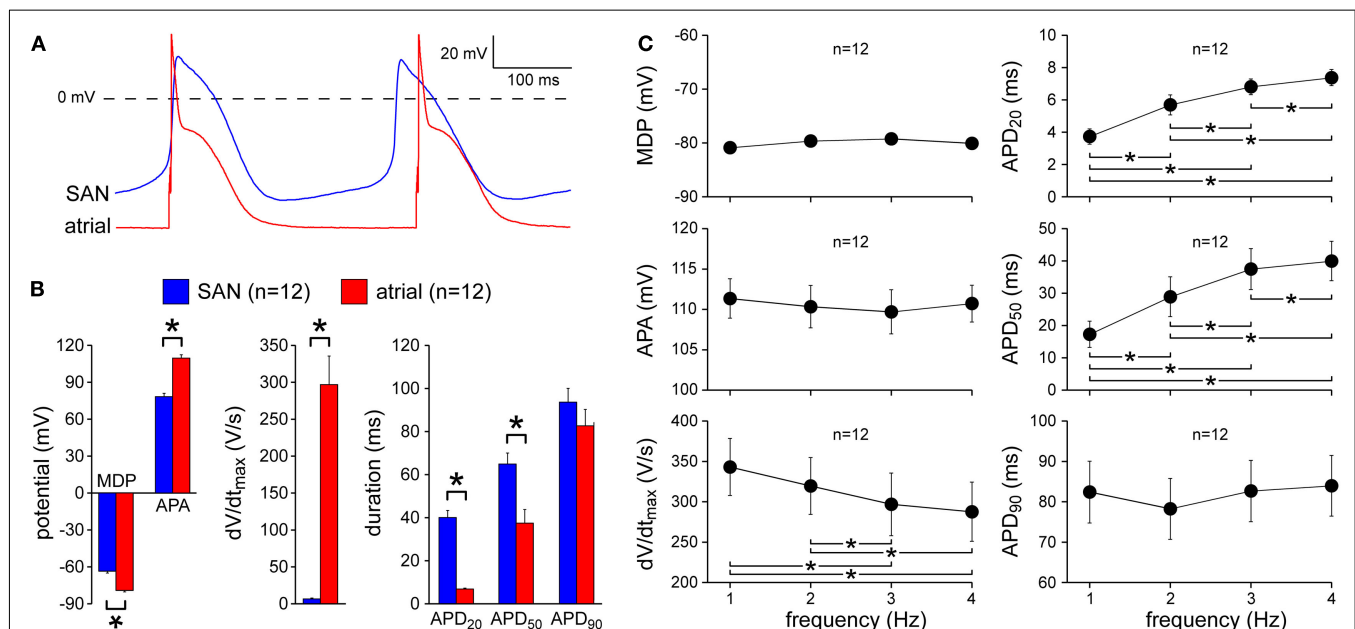 A
20 mV
100 ms
0 mV
SAN
atrial
B
SAN (n=12)
atrial (n=12)
potential (mV)
120
90
60
30
0
-30
-60
-90
MDP
APA
*
*
dV/dtmax (V/s)
350
300
250
200
150
100
50
0
*
duration (ms)
120
100
80
60
40
20
0
*
*
APD20
APD50
APD90
C
MDP (mV)
-60
-70
-80
-90
n=12
APA (mV)
120
115
110
105
100
n=12
dV/dtmax (V/s)
400
350
300
250
200
n=12
*
*
*
*
1
2
3
4
frequency (Hz)
APD20 (ms)
10
8
6
4
2
0
n=12
*
*
*
*
*
*
APD50 (ms)
50
40
30
20
10
0
n=12
*
*
*
*
*
*
APD90 (ms)
100
90
80
70
60
n=12
1
2
3
4
frequency (Hz)